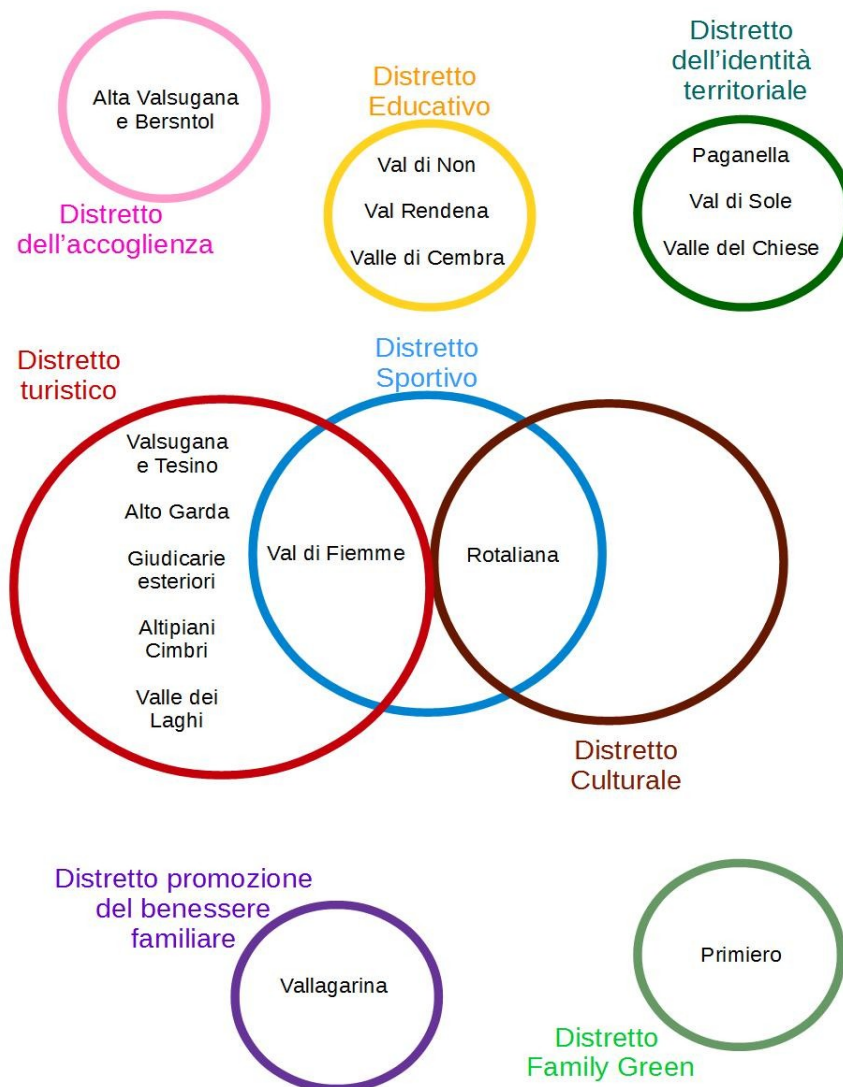 Alta Valsugana
e Bersntol
Distretto
dell'accoglienza
Distretto
Educativo
Val di Non
Val Rendena
Valle di Cembra
Distretto
dell'identità
territoriale
Paganella
Val di Sole
Valle del Chiese
Distretto
turistico
Valsugana
e Tesino
Alto Garda
Giudicarie
esteriori
Altipiani
Cimbri
Valle dei
Laghi
Distretto
Sportivo
Val di Fiemme
Rotaliana
Distretto
Culturale
Distretto promozione
del benessere
familiare
Vallagarina
Primiero
Distretto
Family Green